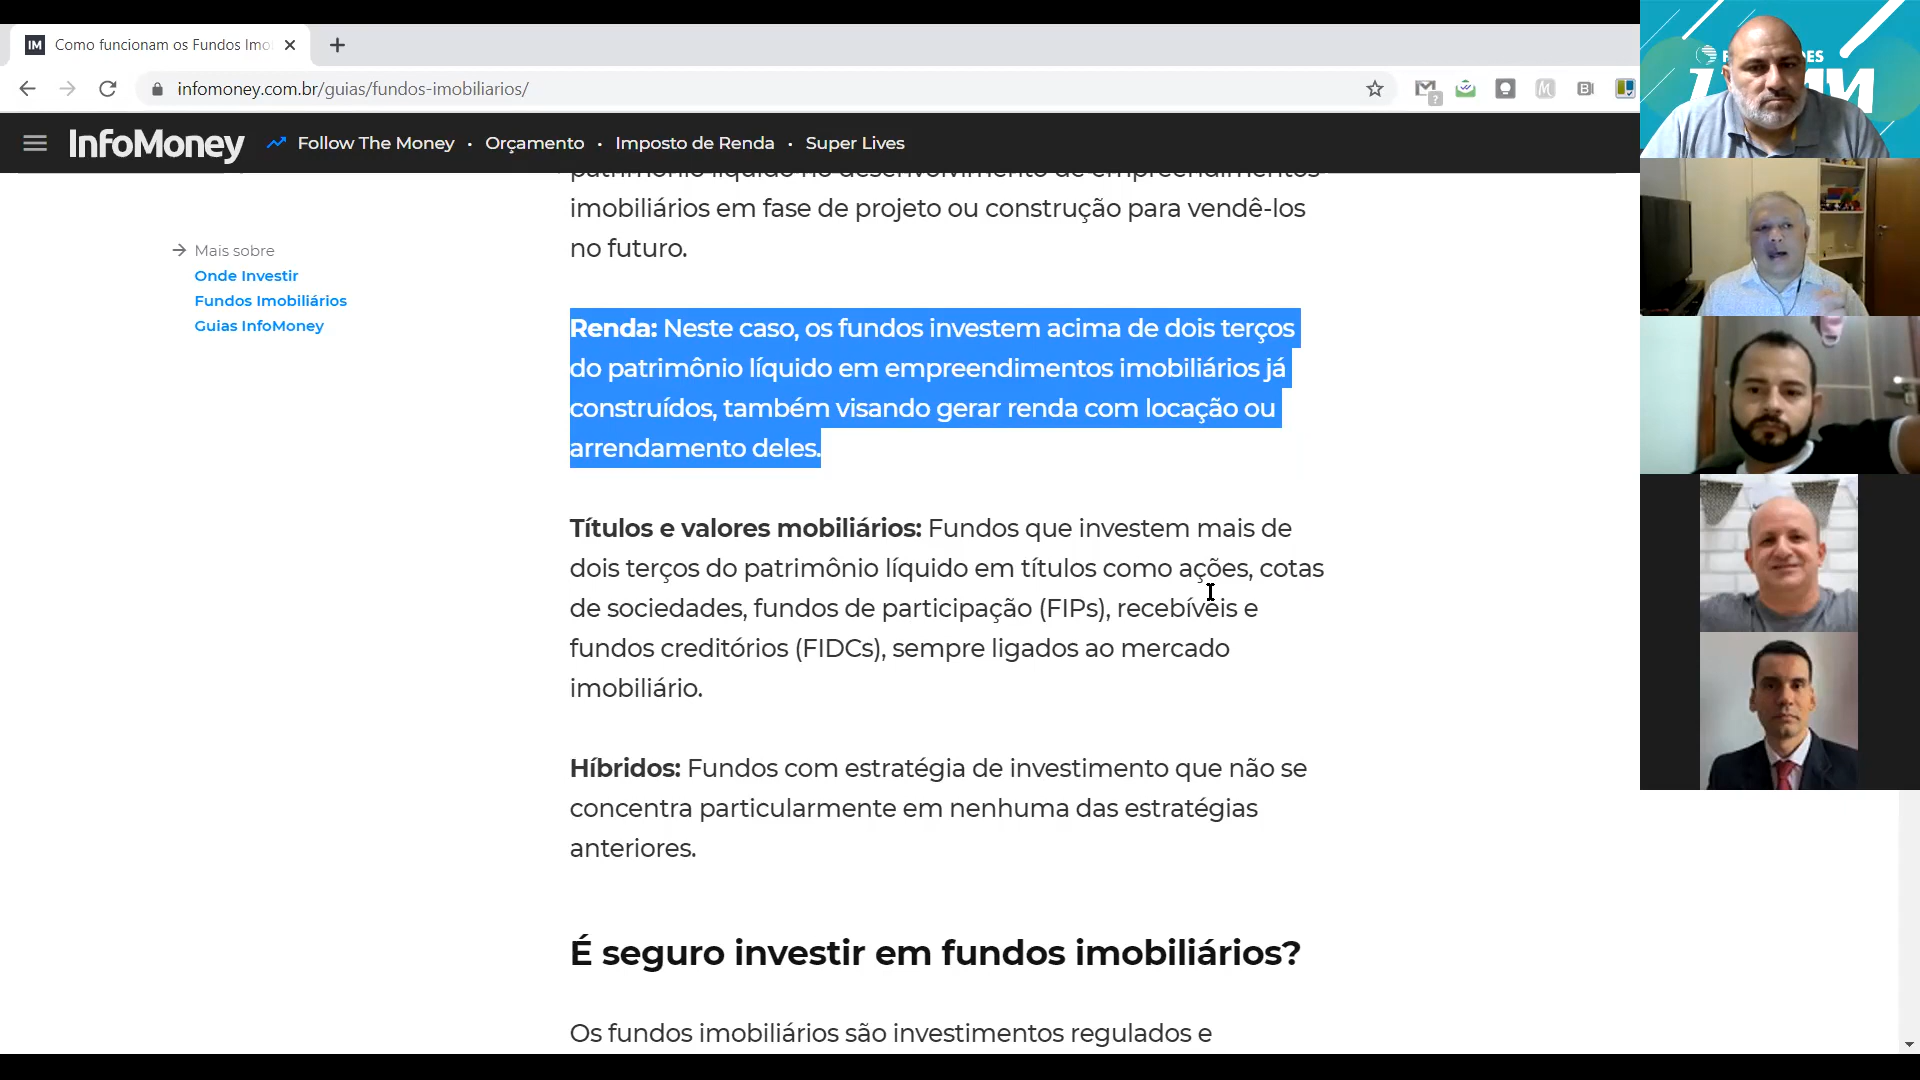 Como funcionam os Fundos Imo
infomoney.com.br/guias/fundos-imobiliarios/
InfoMoney
Follow The Money · Orçamento · Imposto de Renda · Super Lives
patrimônio líquido no desenvolvimento de empreendimentos
imobiliários em fase de projeto ou construção para vendê-los
no futuro.
Mais sobre
Onde Investir
Fundos Imobiliários
Guias InfoMoney
Renda: Neste caso, os fundos investem acima de dois terços
do patrimônio líquido em empreendimentos imobiliários já
construídos, também visando gerar renda com locação ou
arrendamento deles.
Títulos e valores mobiliários: Fundos que investem mais de
dois terços do patrimônio líquido em títulos como ações, cotas
de sociedades, fundos de participação (FIPs), recebíveis e
fundos creditórios (FIDCs), sempre ligados ao mercado
imobiliário.
Híbridos: Fundos com estratégia de investimento que não se
concentra particularmente em nenhuma das estratégias
anteriores.
É seguro investir em fundos imobiliários?
Os fundos imobiliários são investimentos regulados e